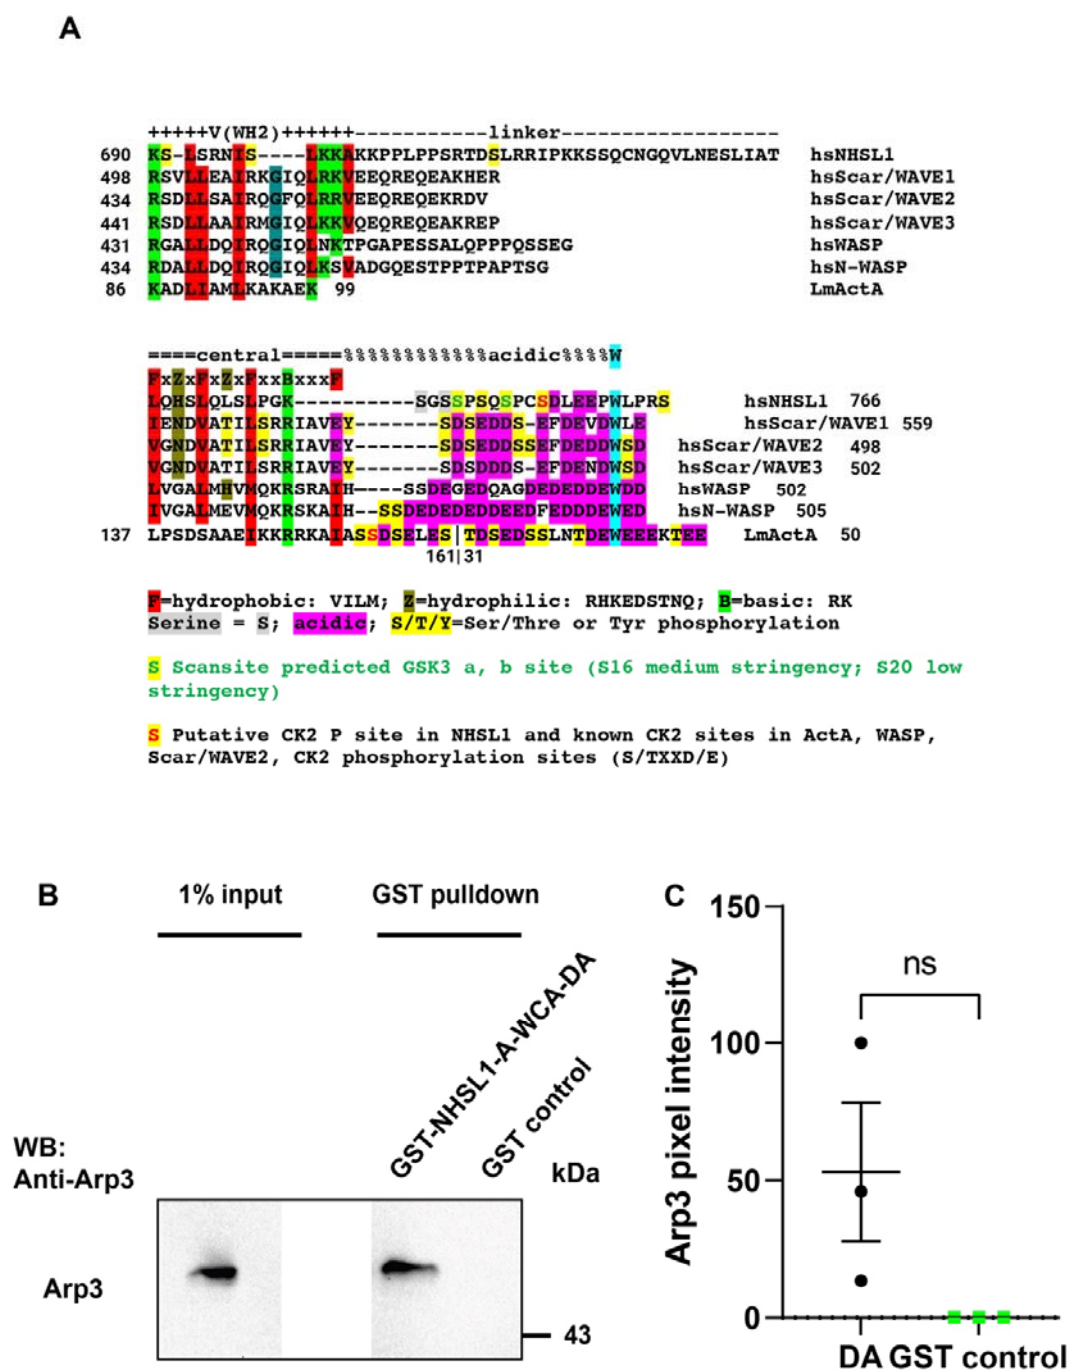 A
+++++V(WH2)++++++-----------linker------------------
690 KS-LSRNIS----LKKAKKPPLPPSRTDSLRRIPKKSSQCNGQVLNESLIAT hsNHSL1
498 RSVLLEAIRKGIQLRKVEEQREQEAKHER hsScar/WAVE1
434 RSDLLSAIRQGFQLRRVEEQREQEKRDV hsScar/WAVE2
441 RSDLLAAIRMGIQLKKVQEQREQEAKREP hsScar/WAVE3
431 RGALLDQIRQGIQLNKTPGAPESSALQPPPQSSEG hsWASP
434 RDALLDQIRQGIQLKSVADGQESTPPTPAPTSG hsN-WASP
86 KADLIAMLKAKAEK 99 LmActA
====central=====%%%%%%%%%%%%acidic%%%%W
FxZxFxZxFxxBxxxF
LQHSLQLSLPGK----------SGSSPSQSPCSDLEEPWLPRS hsNHSL1 766
IENDVATILSRRIAVEY-------SDSEDDS-EFDEVDWLE hsScar/WAVE1 559
VGNDVATILSRRIAVEY-------SDSEDDSSEFDEDDWSD hsScar/WAVE2 498
VGNDVATILSRRIAVEY-------SDSDDDS-EFDENDWSD hsScar/WAVE3 502
LVGALMHVMQKRSRAIH----SSDEGEDQAGDEDEDDEWDD hsWASP 502
IVGALMEVMQKRSKAIH--SSDEDEDEDDEEDFEDDDEWED hsN-WASP 505
137 LPSDSAAEIKKRRKAIASSDSELES|TDSEDSSLNTDEWEEEKTEE LmActA 50
161|31
F=hydrophobic: VILM; Z=hydrophilic: RHKEDSTNQ; B=basic: RK
Serine = S; acidic; S/T/Y=Ser/Thre or Tyr phosphorylation
S Scansite predicted GSK3 a, b site (S16 medium stringency; S20 low
stringency)
S Putative CK2 P site in NHSL1 and known CK2 sites in ActA, WASP,
Scar/WAVE2, CK2 phosphorylation sites (S/TXXD/E)
B
1% input GST pulldown
GST-NHSL1-A-WCA-DA
GST control
kDa
WB:
Anti-Arp3
Arp3
43
C
Arp3 pixel intensity
150
100
50
0
ns
DA GST control